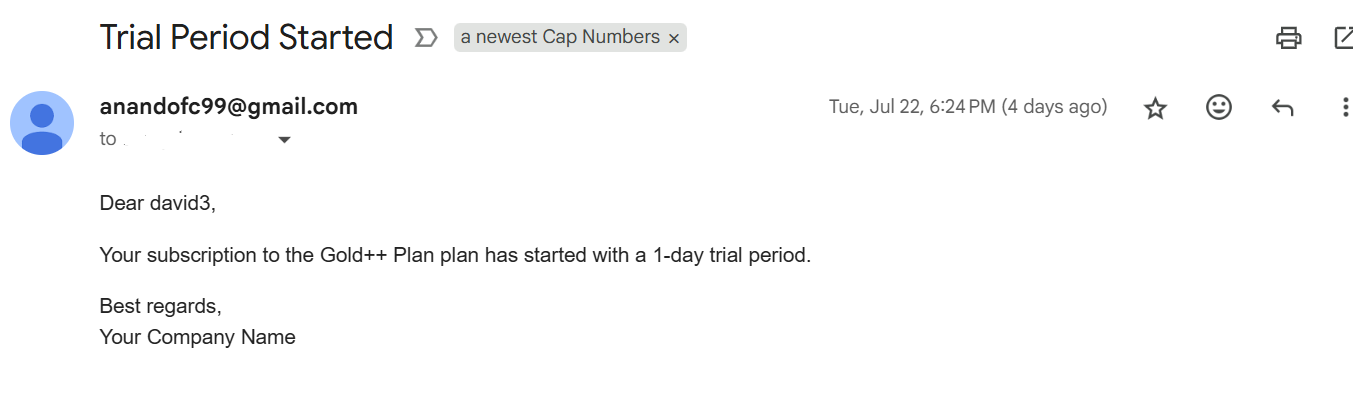 Trial Period Started
a newest Cap Numbers ×
anandofc99@gmail.com
Tue, Jul 22, 6:24 PM (4 days ago)
to
Dear david3,
Your subscription to the Gold++ Plan plan has started with a 1-day trial period.
Best regards,
Your Company Name